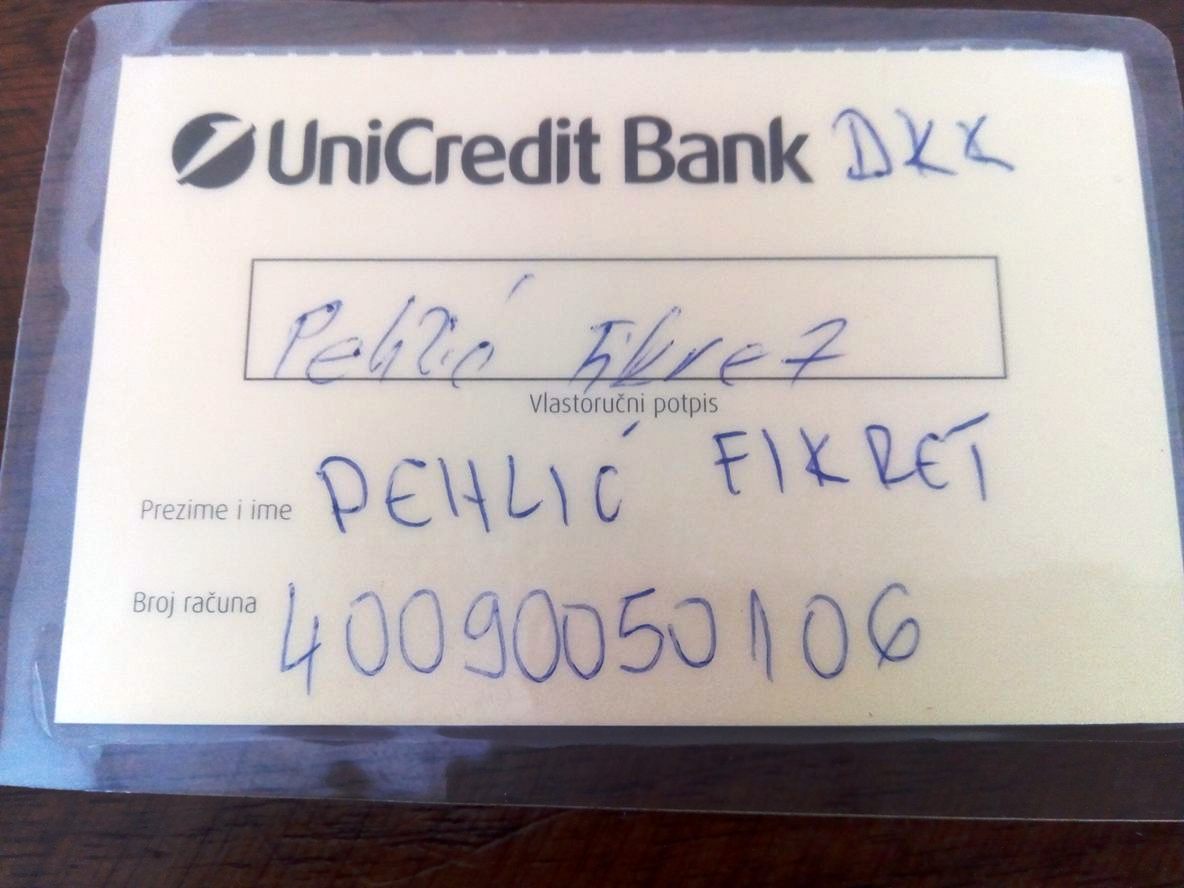 UniCredit Bank DKK
Pehlić Fikret
Vlastoručni potpis
Prezime i ime PEHLIĆ FIKRET
Broj računa 40090050106